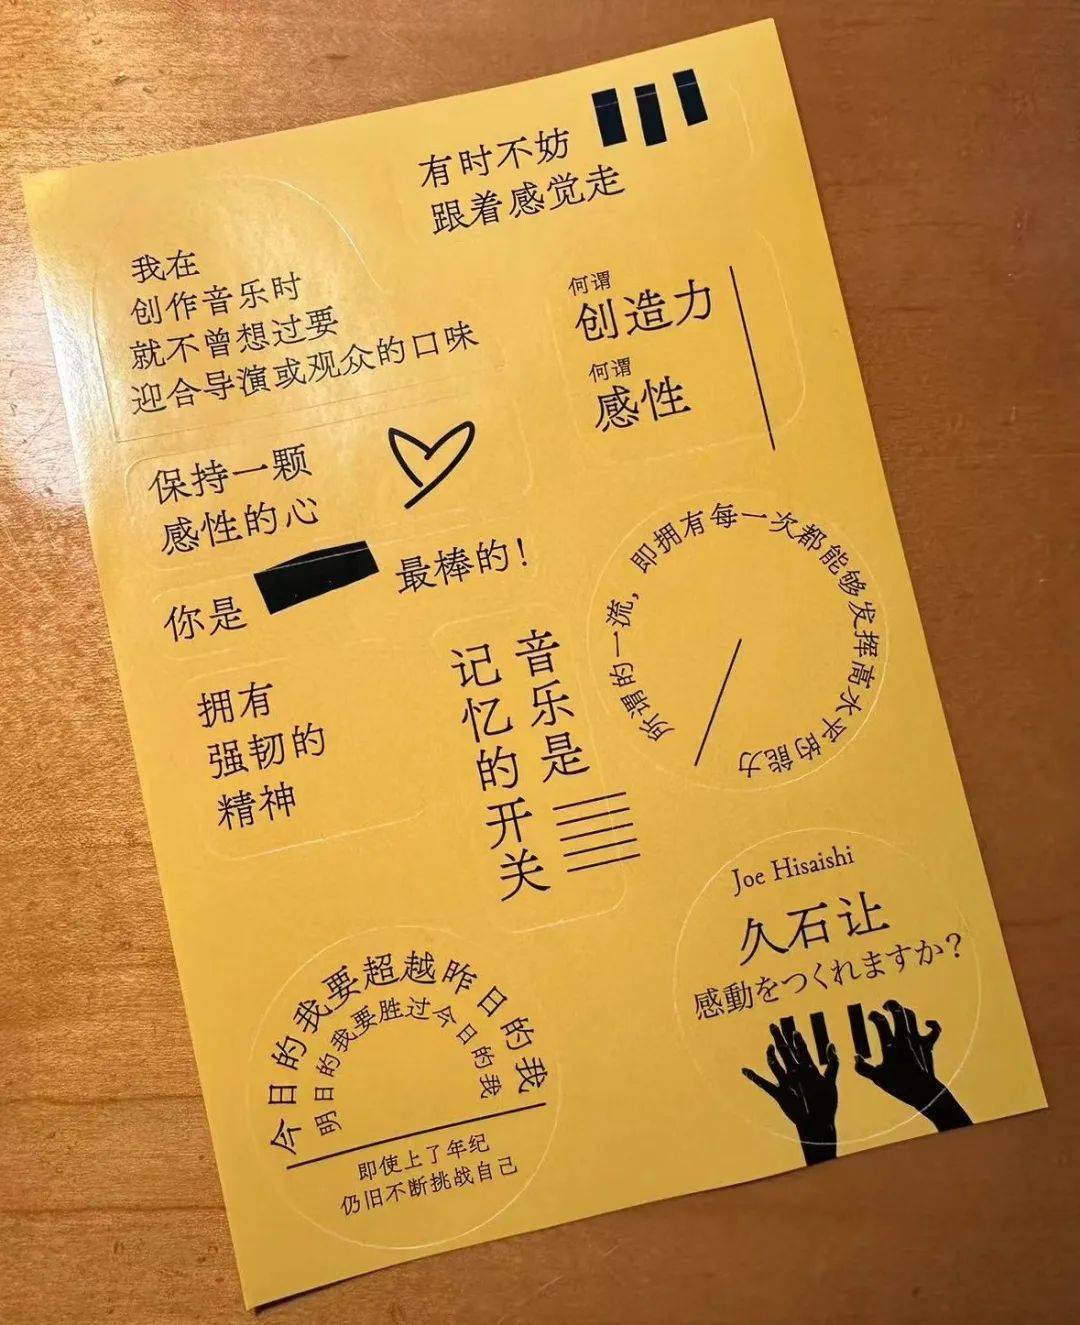 有时不妨
跟着感觉走
我在
创作音乐时
就不曾想过要
迎合导演或观众的口味
何谓
创造力
何谓
感性
保持一颗
感性的心
你是
最棒的！
所谓的一流，即拥有每一次都能够发挥高水平的能力
拥有
强韧的
精神
音乐是
记忆的开关
Joe Hisaishi
久石让
感動をつくれますか？
今日的我要超越昨日的我
明日的我要胜过今日的我
即使上了年纪
仍旧不断挑战自己